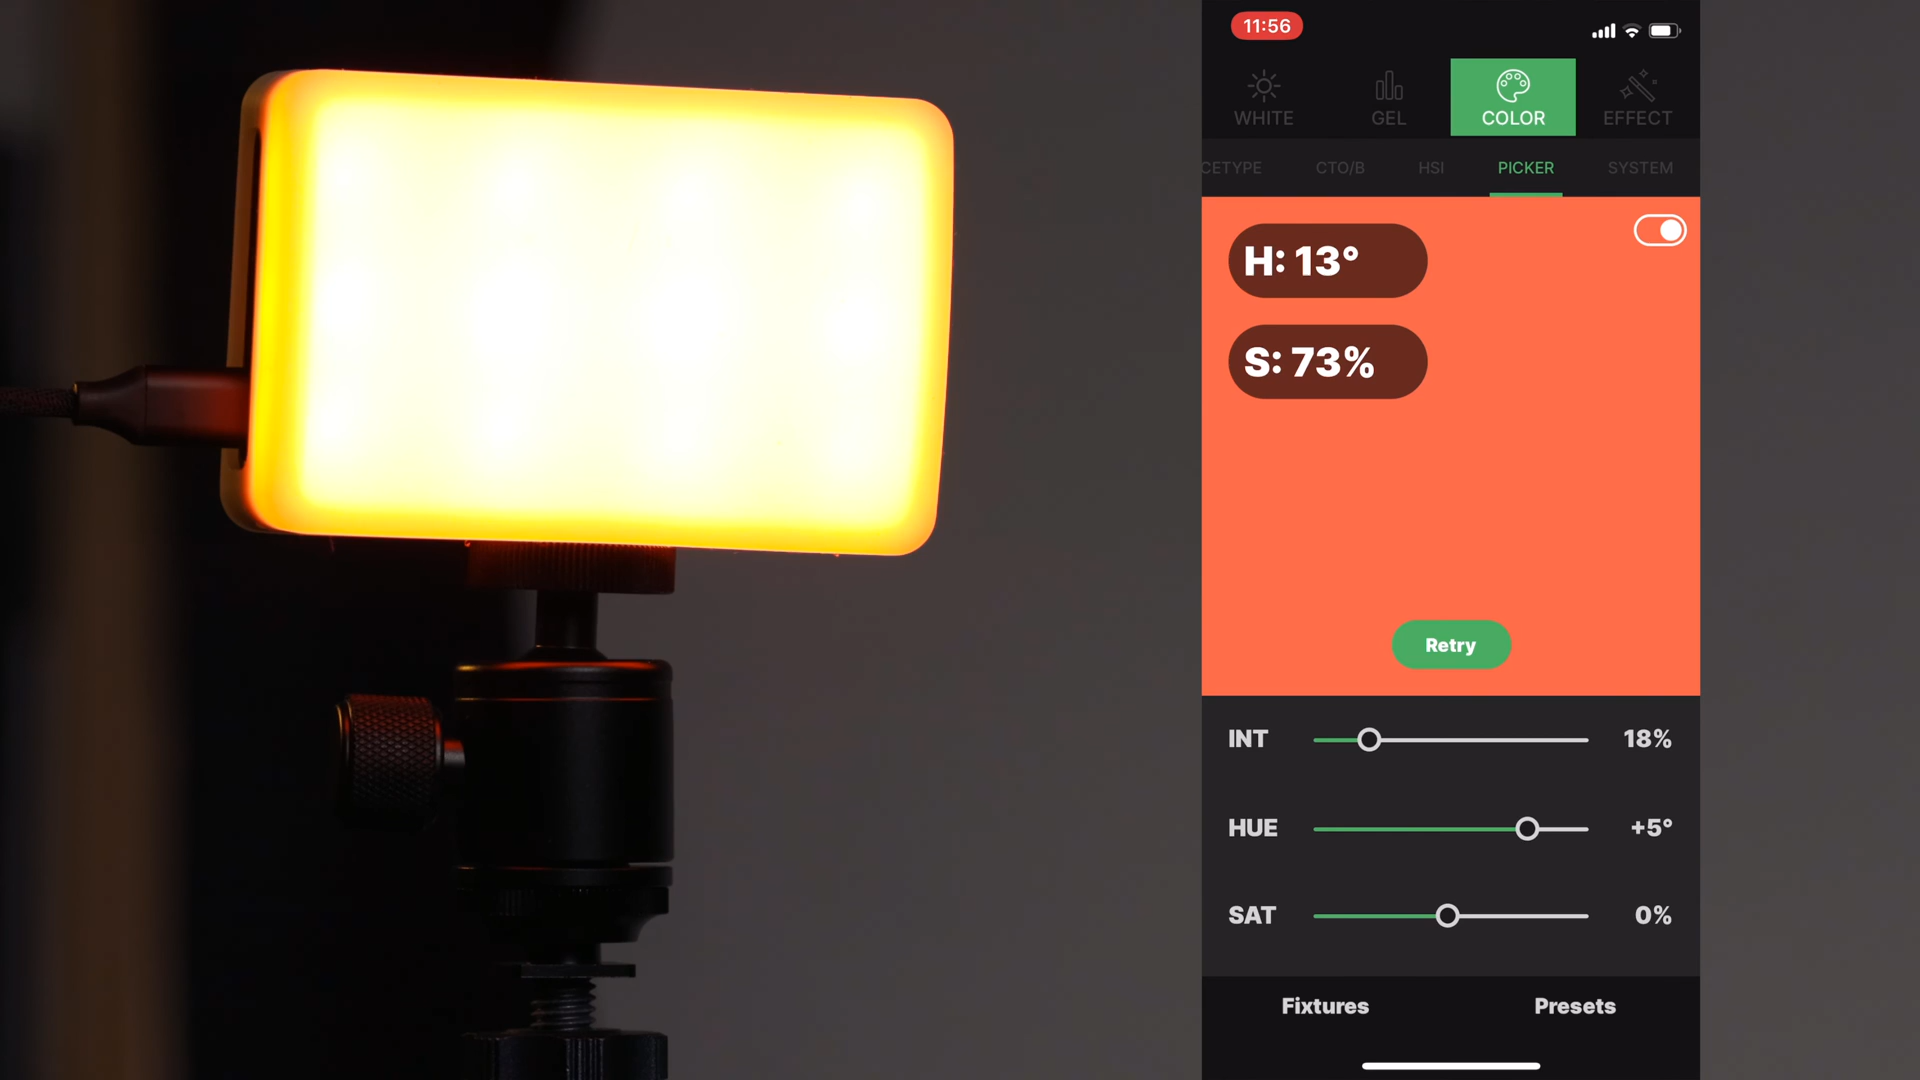 11:56
WHITE GEL COLOR EFFECT
CETYPE CTO/B HSI PICKER SYSTEM
H: 13°
S: 73%
Retry
INT 18%
HUE +5°
SAT 0%
Fixtures Presets